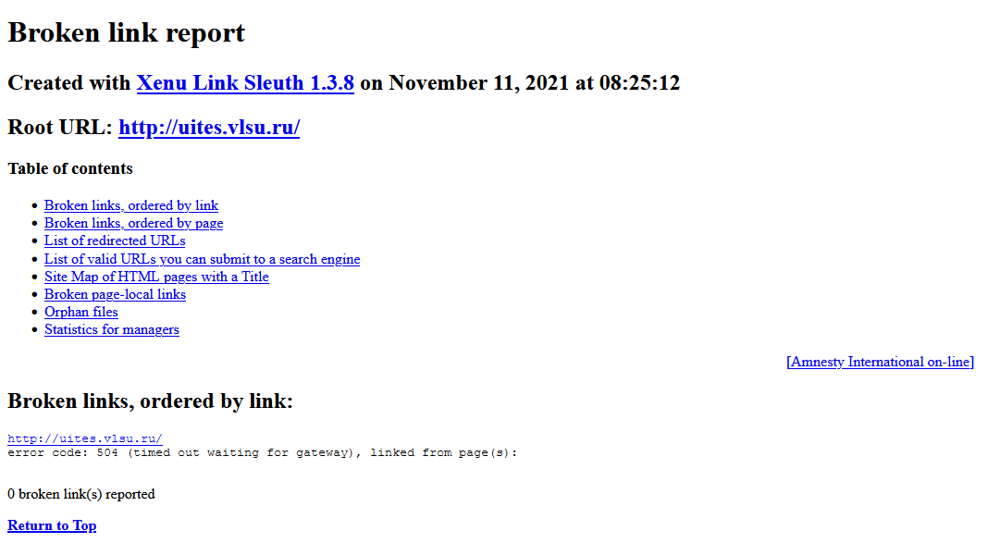 Broken link report
Created with Xenu Link Sleuth 1.3.8 on November 11, 2021 at 08:25:12
Root URL: http://uites.vlsu.ru/
Table of contents
• Broken links, ordered by link
• Broken links, ordered by page
• List of redirected URLs
• List of valid URLs you can submit to a search engine
• Site Map of HTML pages with a Title
• Broken page-local links
• Orphan files
• Statistics for managers
[Amnesty International on-line]
Broken links, ordered by link:
http://uites.vlsu.ru/
error code: 504 (timed out waiting for gateway), linked from page(s):
0 broken link(s) reported
Return to Top